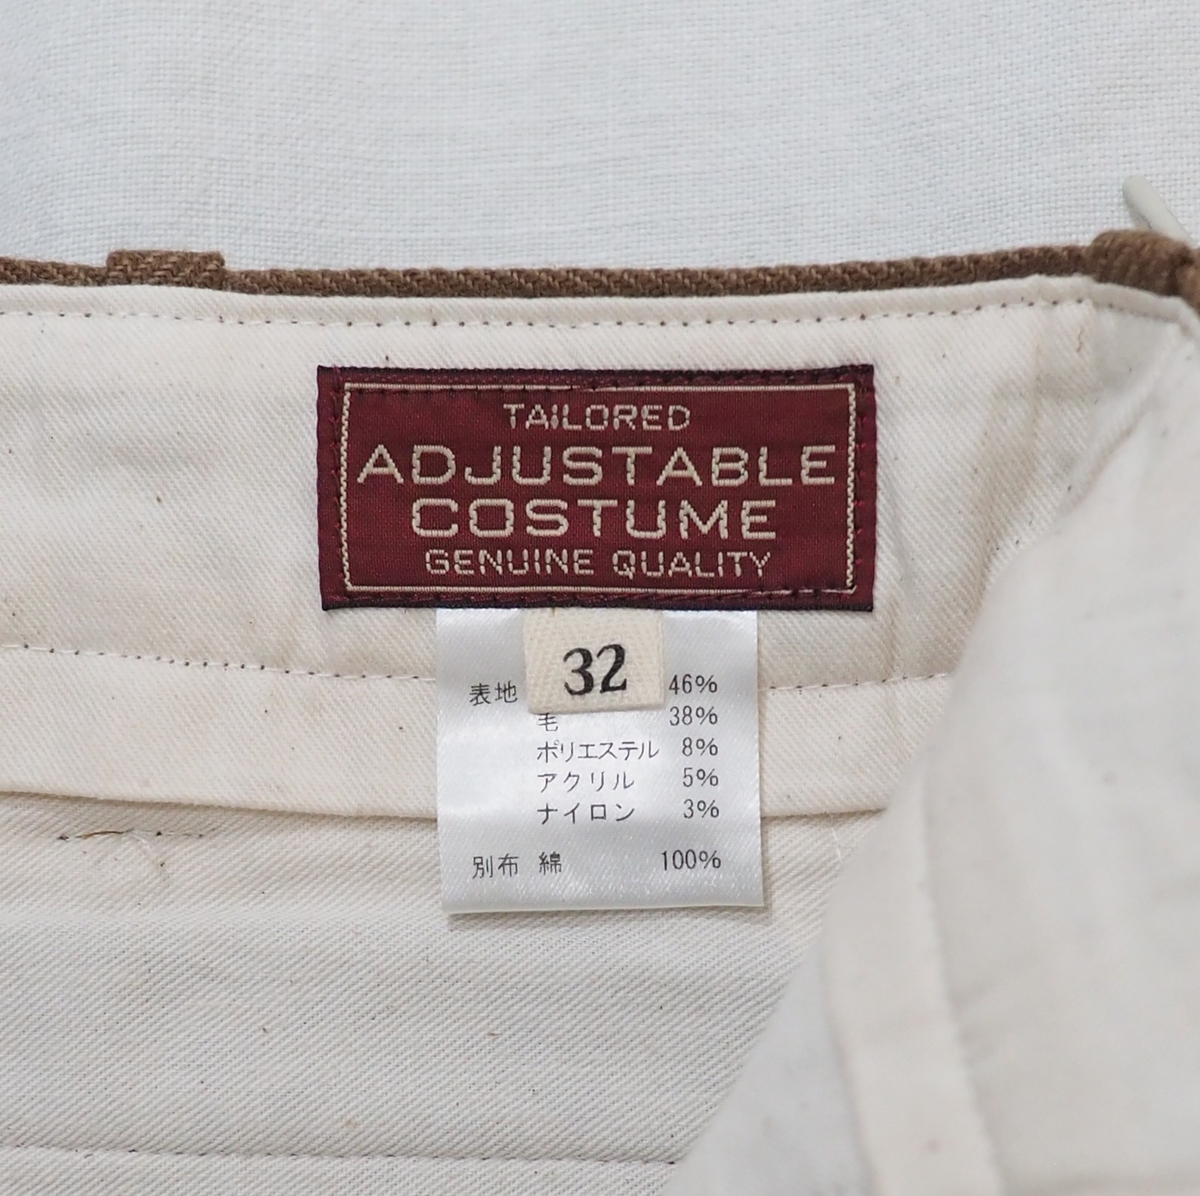 TAILORED
ADJUSTABLE
COSTUME
GENUINE QUALITY
32
表地 46%
毛 38%
ポリエステル 8%
アクリル 5%
ナイロン 3%
別布 綿 100%